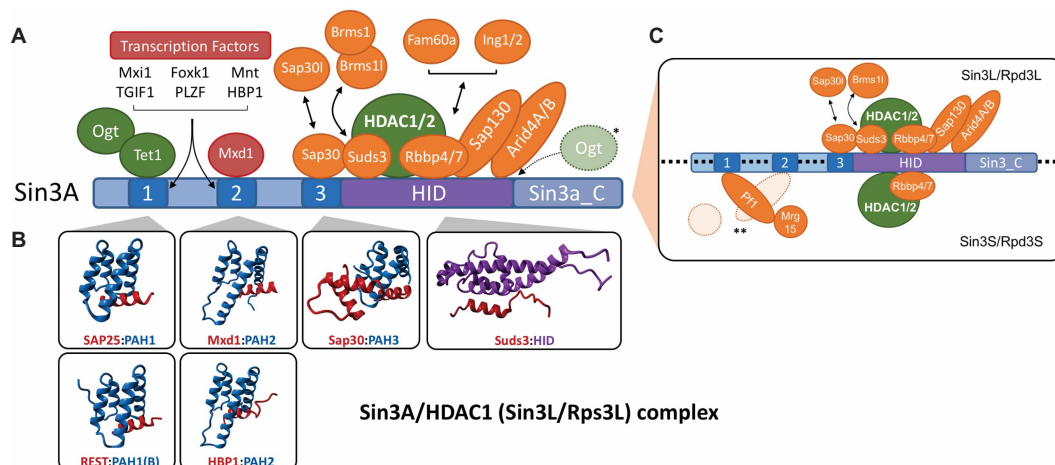 A
Transcription Factors
Mxi1 Foxk1 Mnt
TGIF1 PLZF HBP1
Ogt
Tet1
Mxd1
Sap30l
Brms1
Brms1l
Fam60a
Ing1/2
HDAC1/2
Sap30
Suds3
Rbbp4/7
Sap130
Arid4A/B
Ogt
*
Sin3A
1
2
3
HID
Sin3a_C
B
SAP25:PAH1
Mxd1:PAH2
Sap30:PAH3
Suds3:HID
REST:PAH1(B)
HBP1:PAH2
Sin3A/HDAC1 (Sin3L/Rps3L) complex
C
Sin3L/Rpd3L
Sap30l
Brms1l
HDAC1/2
Sap30
Suds3
Rbbp4/7
Sap130
Arid4A/B
1
2
3
HID
Sin3_C
Pf1
Mrg
15
**
Rbbp4/7
HDAC1/2
Sin3S/Rpd3S